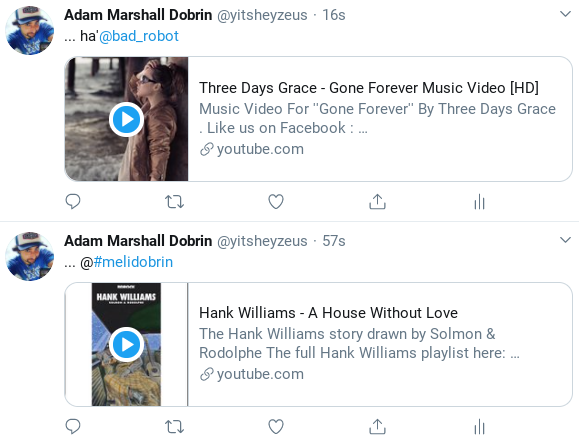 Adam Marshall Dobrin @yitsheyzeus · 16s
... ha'@bad_robot
Three Days Grace - Gone Forever Music Video [HD]
Music Video For "Gone Forever" By Three Days Grace
. Like us on Facebook : ...
youtube.com
Adam Marshall Dobrin @yitsheyzeus · 57s
... @#melidobrin
HANK WILLIAMS
SOLMON & RODOLPHE
Hank Williams - A House Without Love
The Hank Williams story drawn by Solmon &
Rodolphe The full Hank Williams playlist here: ...
youtube.com